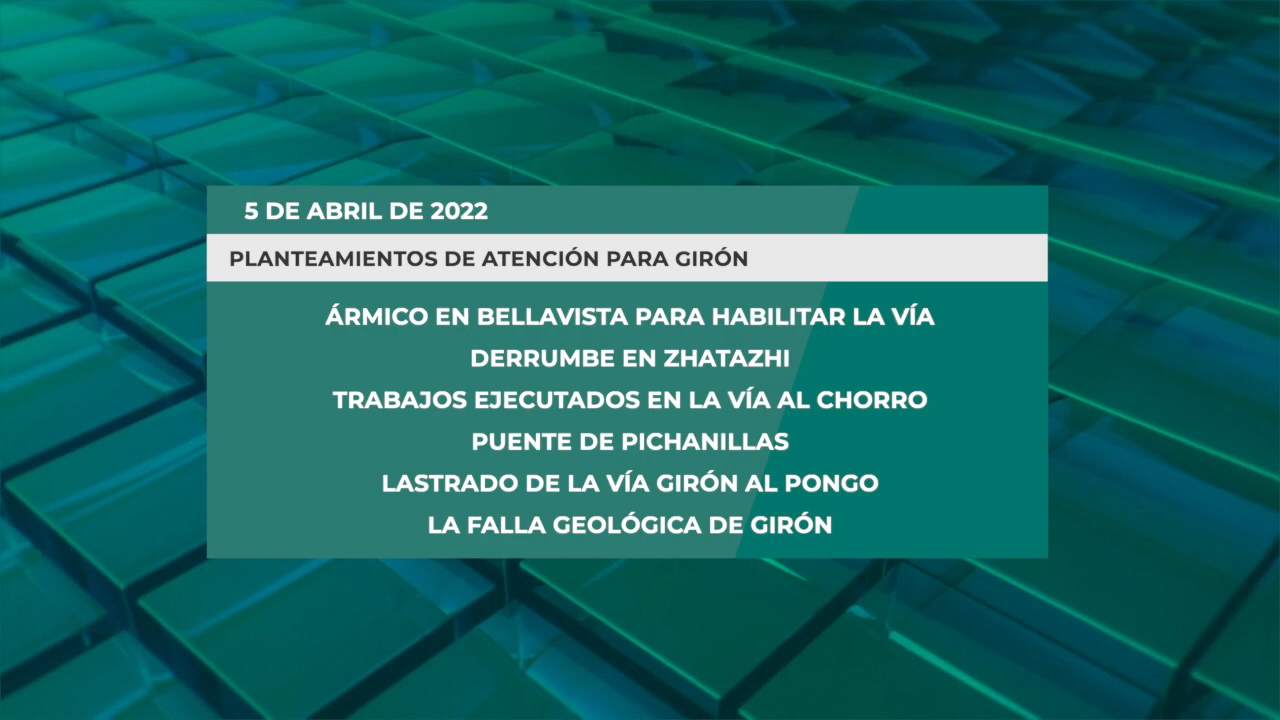 5 DE ABRIL DE 2022
PLANTEAMIENTOS DE ATENCIÓN PARA GIRÓN
ÁRMICO EN BELLAVISTA PARA HABILITAR LA VÍA
DERRUMBE EN ZHATAZHI
TRABAJOS EJECUTADOS EN LA VÍA AL CHORRO
PUENTE DE PICHANILLAS
LASTRADO DE LA VÍA GIRÓN AL PONGO
LA FALLA GEOLÓGICA DE GIRÓN